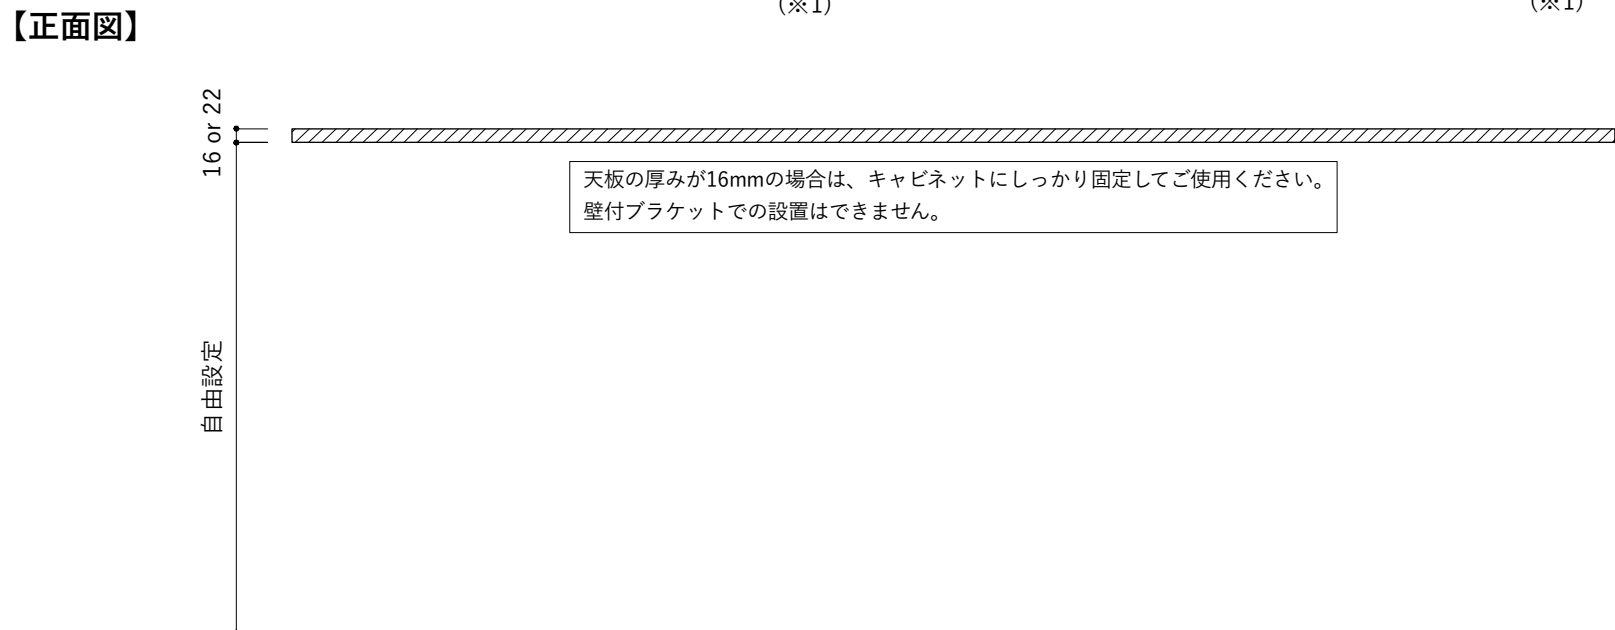 (※1)
(※1)
【正面図】
16 or 22
天板の厚みが16mmの場合は、キャビネットにしっかり固定してご使用ください。
壁付ブラケットでの設置はできません。
自由設定